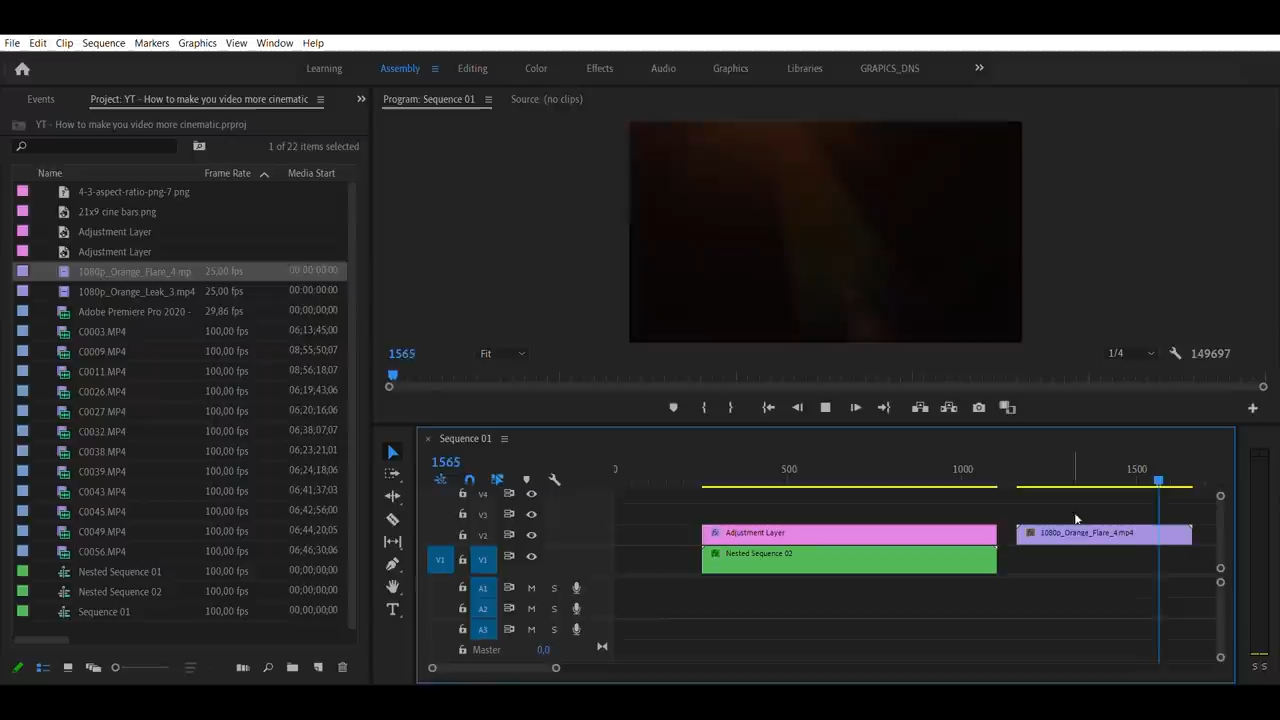 File Edit Clip Sequence Markers Graphics View Window Help
Learning Assembly Editing Color Effects Audio Graphics Libraries GRAPICS_DNS
Events Project: YT - How to make you video more cinematic
YT - How to make you video more cinematic.prproj
1 of 22 items selected
Name Frame Rate Media Start
4-3-aspect-ratio-png-7 png
21x9 cine bars.png
Adjustment Layer
Adjustment Layer
1080p_Orange_Flare_4.mp 25,00 fps 00:00:00:00
1080p_Orange_Leak_3.mp4 25,00 fps 00:00:00:00
Adobe Premiere Pro 2020 - 29,86 fps 00;00;00;00
C0003.MP4 100,00 fps 06;13;45;00
C0009.MP4 100,00 fps 08;55;50;07
C0011.MP4 100,00 fps 08;56;18;07
C0026.MP4 100,00 fps 06;19;43;06
C0027.MP4 100,00 fps 06;20;16;06
C0032.MP4 100,00 fps 06;38;07;07
C0038.MP4 100,00 fps 06;23;21;01
C0039.MP4 100,00 fps 06;24;18;06
C0043.MP4 100,00 fps 06;41;37;03
C0045.MP4 100,00 fps 06;42;56;00
C0049.MP4 100,00 fps 06;44;20;05
C0056.MP4 100,00 fps 06;46;30;06
Nested Sequence 01 100,00 fps 00;00;00;00
Nested Sequence 02 100,00 fps 00;00;00;00
Sequence 01 100,00 fps 00;00;00;00
Program: Sequence 01 Source: (no clips)
1565 Fit 1/4 149697
Sequence 01
1565
0 500 1000 1500
V4
V3
V2 Adjustment Layer 1080p_Orange_Flare_4.mp4
V1 V1 Nested Sequence 02
A1 M S
A2 M S
A3 M S
Master 0,0
S S